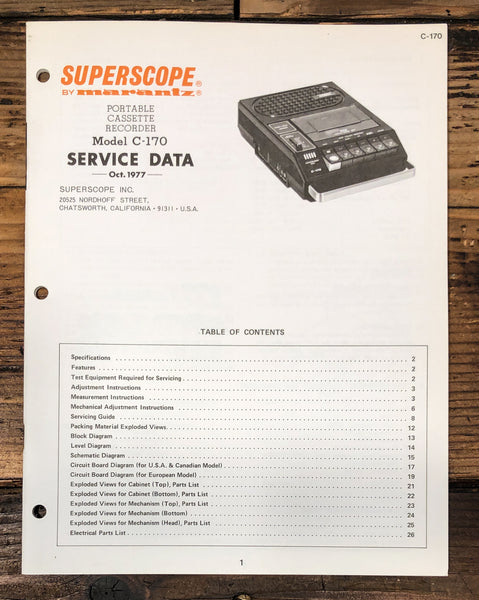 C-170
SUPERSCOPE®
BY marantz®
PORTABLE
CASSETTE
RECORDER
Model C-170
SERVICE DATA
Oct. 1977
SUPERSCOPE INC.
20525 NORDHOFF STREET,
CHATSWORTH, CALIFORNIA • 91311 • U.S.A.
TABLE OF CONTENTS
Specifications 2
Features 2
Test Equipment Required for Servicing 2
Adjustment Instructions 3
Measurement Instructions 3
Mechanical Adjustment Instructions 6
Servicing Guide 8
Packing Material Exploded Views 12
Block Diagram 13
Level Diagram 14
Schematic Diagram 15
Circuit Board Diagram (for U.S.A. & Canadian Model) 17
Circuit Board Diagram (for European Model) 19
Exploded Views for Cabinet (Top), Parts List 21
Exploded Views for Cabinet (Bottom), Parts List 22
Exploded Views for Mechanism (Top), Parts List 23
Exploded Views for Mechanism (Bottom) 24
Exploded Views for Mechanism (Head), Parts List 25
Electrical Parts List 26
1